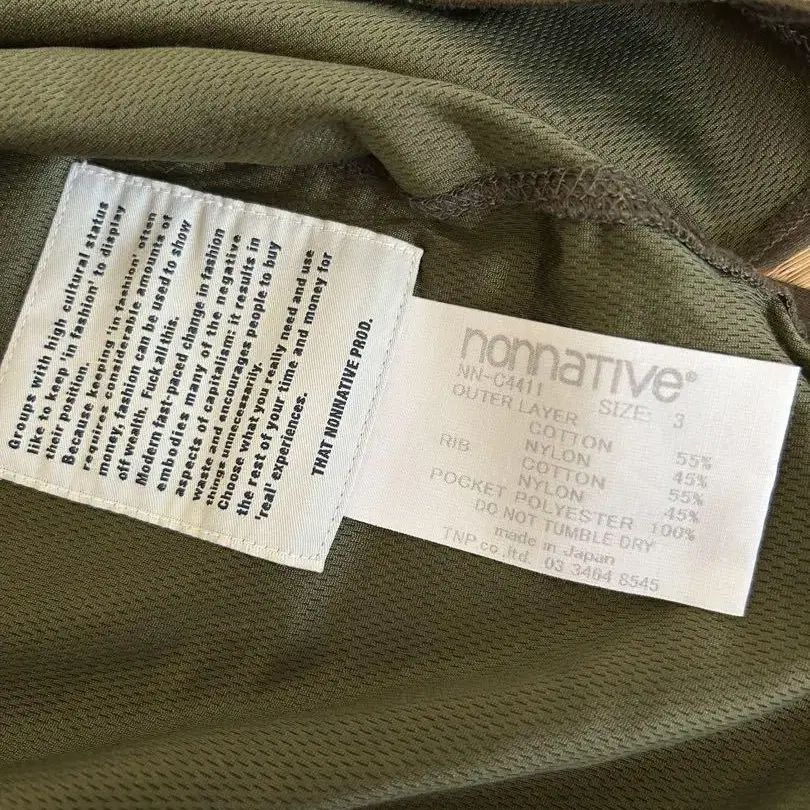 Groups with high cultural status
like to keep 'in fashion' to display
their position.
Because keeping 'in fashion' often
requires considerable amounts of
money, fashion can be used to show
off wealth. Fuck all this.
Modern fast-paced change in fashion
embodies many of the negative
aspects of capitalism: it results in
waste and encourages people to buy
things unnecessarily.
Choose what you really need and use
the rest of your time and money for
'real' experiences.
THAT NONNATIVE PROD.
nonnative®
NN-C4411 SIZE: 3
OUTER LAYER
COTTON 55%
NYLON 45%
RIB COTTON 55%
NYLON 45%
POCKET POLYESTER 100%
DO NOT TUMBLE DRY
made in Japan
TNP co.,ltd. 03 3464 8545